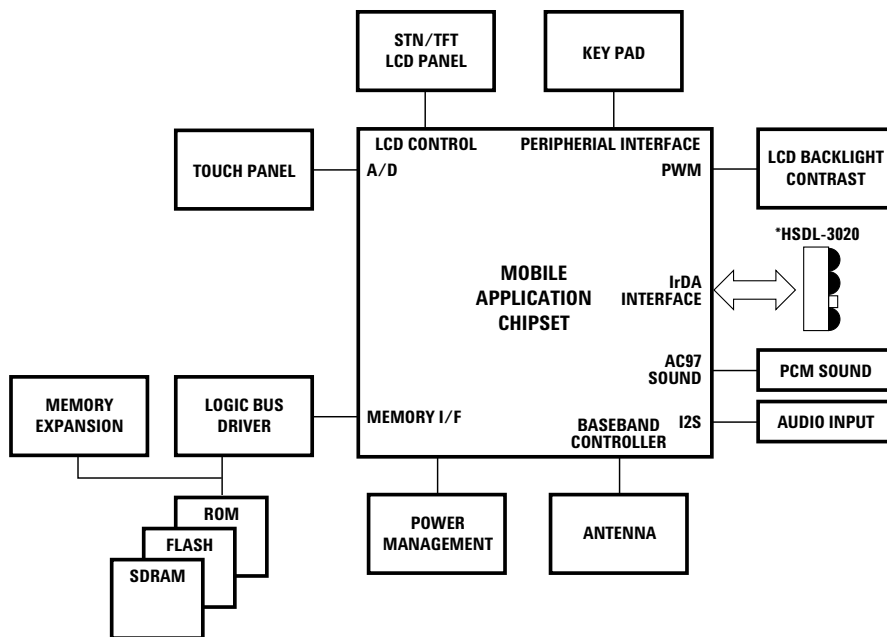 STN/TFT
LCD PANEL
KEY PAD
LCD CONTROL
PERIPHERIAL INTERFACE
TOUCH PANEL
A/D
PWM
LCD BACKLIGHT
CONTRAST
*HSDL-3020
MOBILE
APPLICATION
CHIPSET
IrDA
INTERFACE
AC97
SOUND
PCM SOUND
MEMORY
EXPANSION
LOGIC BUS
DRIVER
MEMORY I/F
BASEBAND
CONTROLLER
I2S
AUDIO INPUT
ROM
FLASH
SDRAM
POWER
MANAGEMENT
ANTENNA